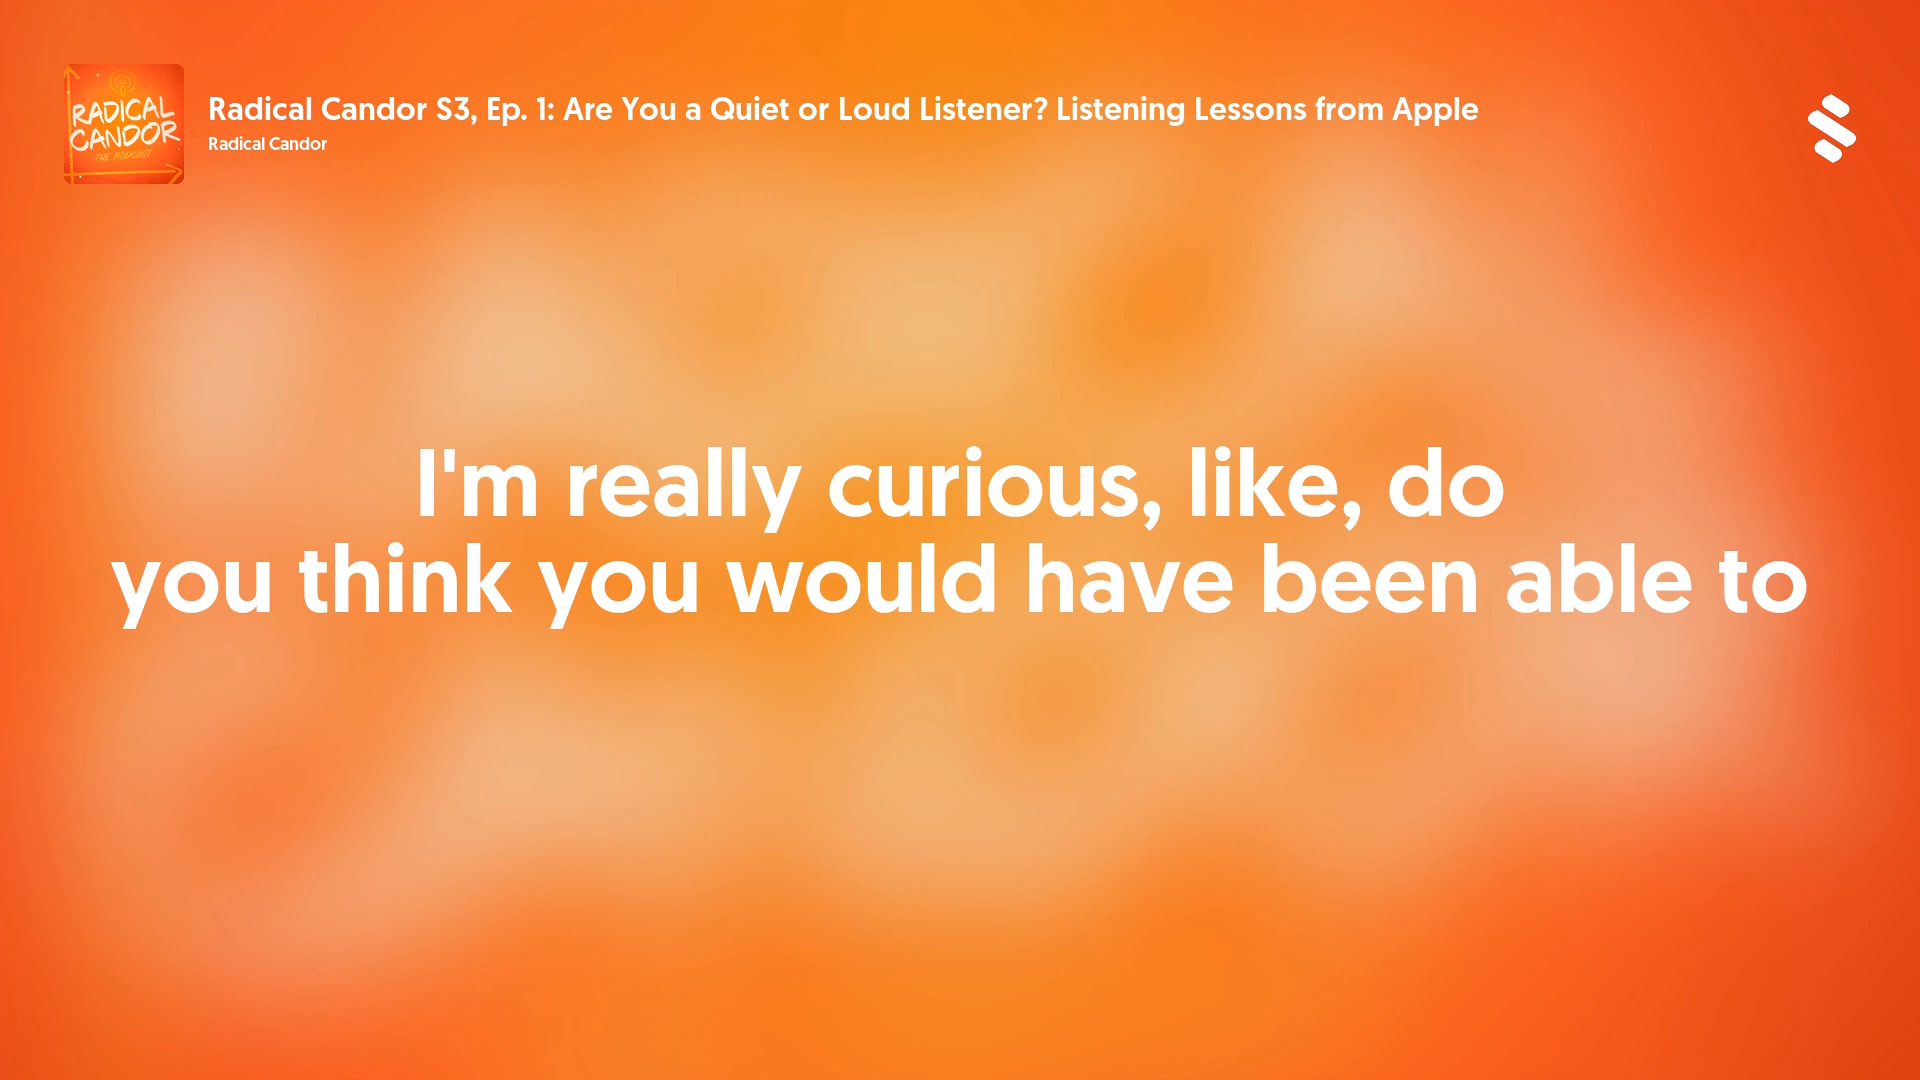 RADICAL
CANDOR
THE PODCAST
Radical Candor S3, Ep. 1: Are You a Quiet or Loud Listener? Listening Lessons from Apple
Radical Candor
I'm really curious, like, do
you think you would have been able to